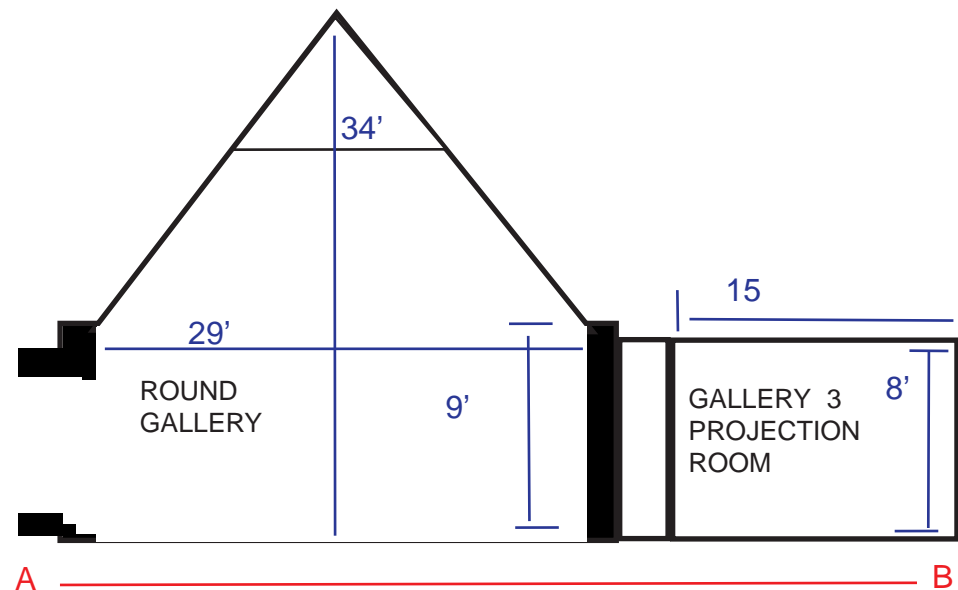 34’
15
29’
ROUND
GALLERY
9’
GALLERY 3
PROJECTION
ROOM
8’
A
B